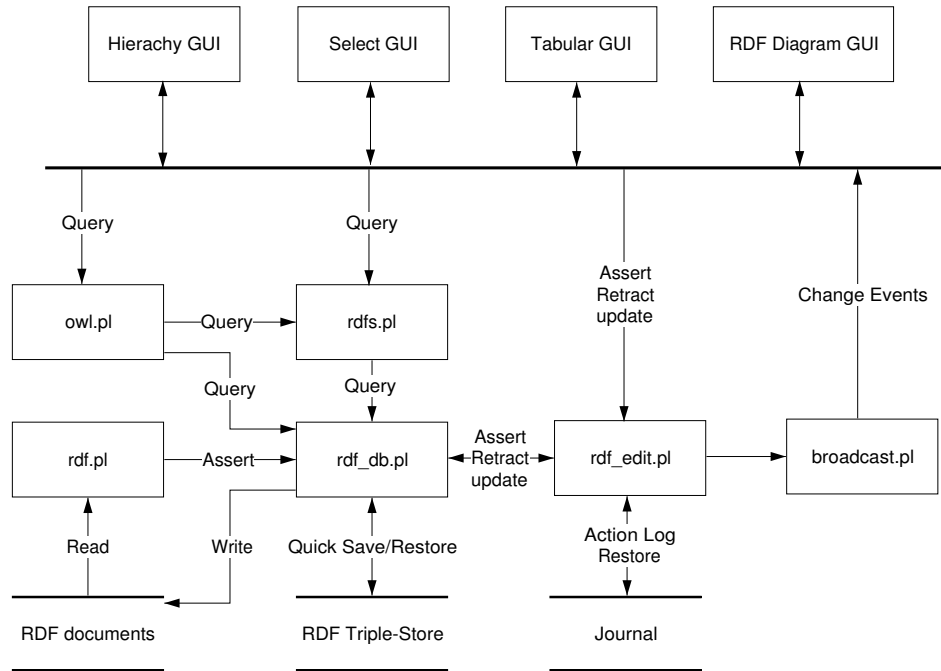 Hierachy GUI
Select GUI
Tabular GUI
RDF Diagram GUI
Query
Query
Assert
Retract
update
Change Events
owl.pl
Query
rdfs.pl
Query
Query
rdf.pl
Assert
rdf_db.pl
Assert
Retract
update
rdf_edit.pl
broadcast.pl
Read
Write
Quick Save/Restore
Action Log
Restore
RDF documents
RDF Triple-Store
Journal